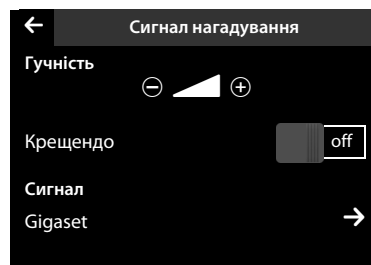 Сигнал нагадування
Гучність
Крещендо off
Сигнал
Gigaset